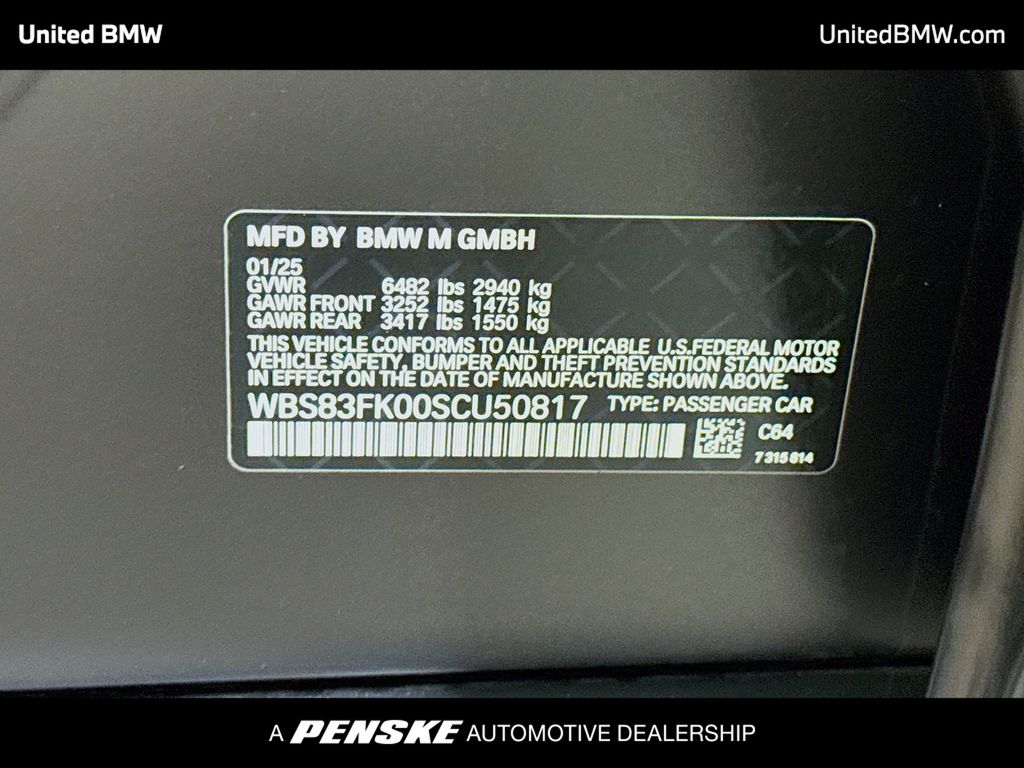 United BMW
UnitedBMW.com
MFD BY BMW M GMBH
01/25
GVWR 6482 lbs 2940 kg
GAWR FRONT 3252 lbs 1475 kg
GAWR REAR 3417 lbs 1550 kg
THIS VEHICLE CONFORMS TO ALL APPLICABLE U.S.FEDERAL MOTOR
VEHICLE SAFETY, BUMPER AND THEFT PREVENTION STANDARDS
IN EFFECT ON THE DATE OF MANUFACTURE SHOWN ABOVE.
WBS83FK00SCU50817 TYPE: PASSENGER CAR
C64
7 315 814
A PENSKE AUTOMOTIVE DEALERSHIP